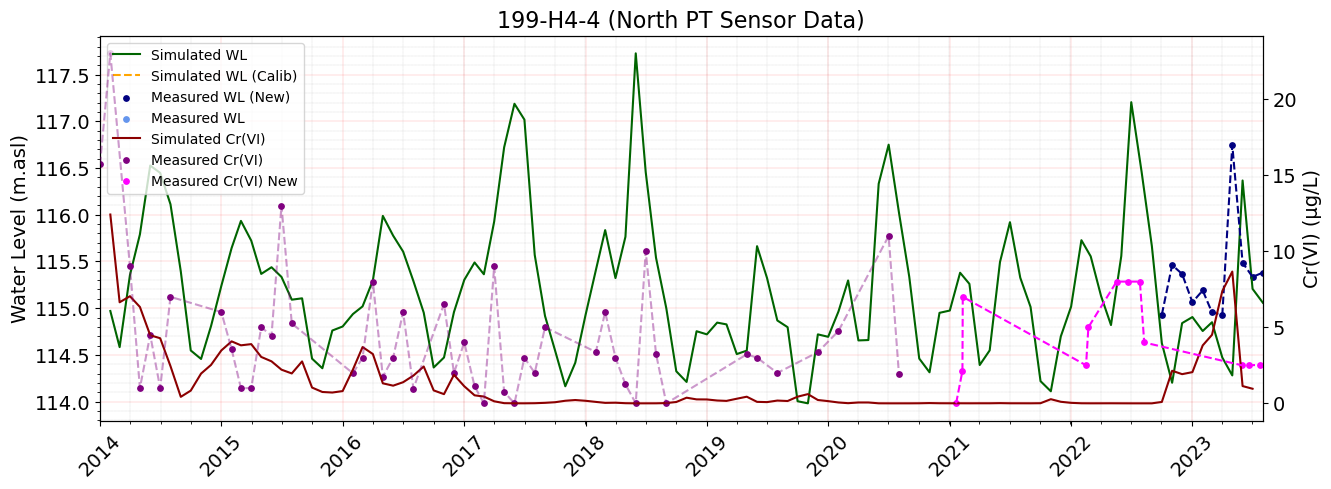 199-H4-4 (North PT Sensor Data)
Simulated WL
Simulated WL (Calib)
Measured WL (New)
Measured WL
Simulated Cr(VI)
Measured Cr(VI)
Measured Cr(VI) New
Water Level (m.asl)
117.5
117.0
116.5
116.0
115.5
115.0
114.5
114.0
20
15
10
5
0
Cr(VI) (μg/L)
2014
2015
2016
2017
2018
2019
2020
2021
2022
2023